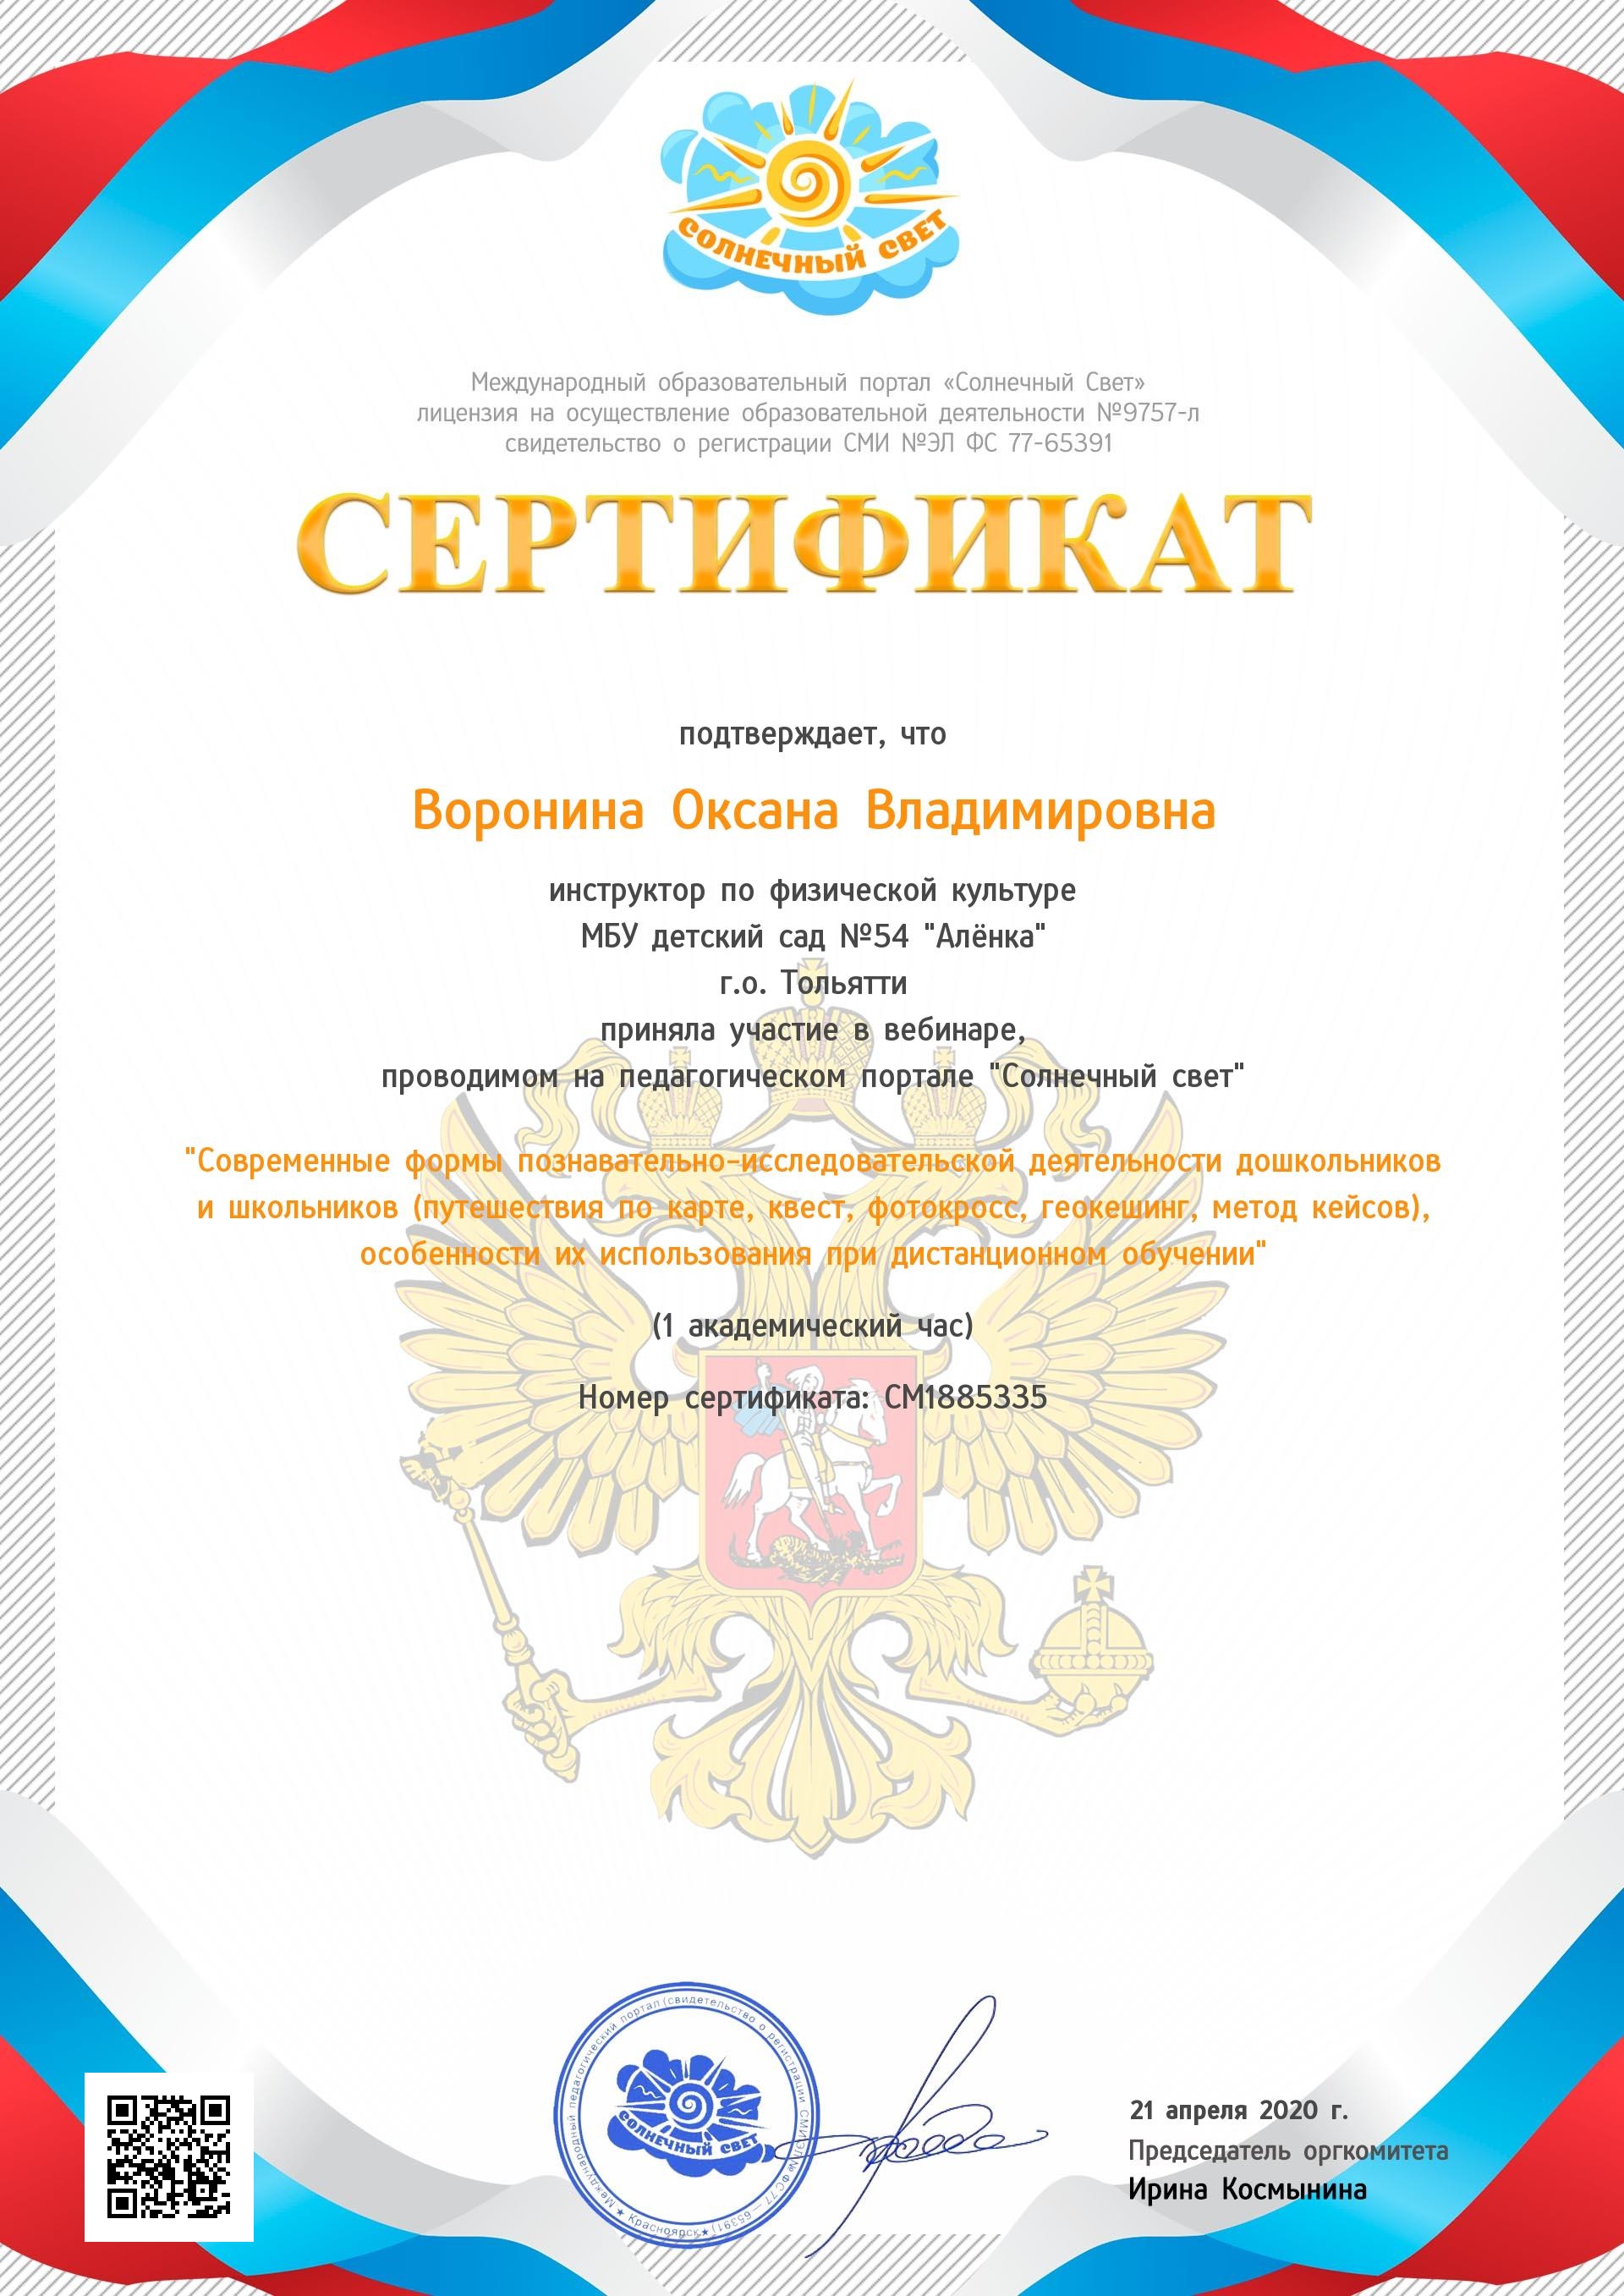 СОЛНЕЧНЫЙ СВЕТ
Международный образовательный портал «Солнечный Свет»
лицензия на осуществление образовательной деятельности №9757-л
свидетельство о регистрации СМИ №ЭЛ ФС 77-65391
СЕРТИФИКАТ
подтверждает, что
Воронина Оксана Владимировна
инструктор по физической культуре
МБУ детский сад №54 "Алёнка"
г.о. Тольятти
приняла участие в вебинаре,
проводимом на педагогическом портале "Солнечный свет"
"Современные формы познавательно-исследовательской деятельности дошкольников
и школьников (путешествия по карте, квест, фотокросс, геокешинг, метод кейсов),
особенности их использования при дистанционном обучении"
(1 академический час)
Номер сертификата: СМ1885335
Международный педагогический портал (свидетельство о регистрации СМИ ЭЛ № ФС 77 – 65391) ★ Красноярск ★
СОЛНЕЧНЫЙ СВЕТ
21 апреля 2020 г.
Председатель оргкомитета
Ирина Космынина